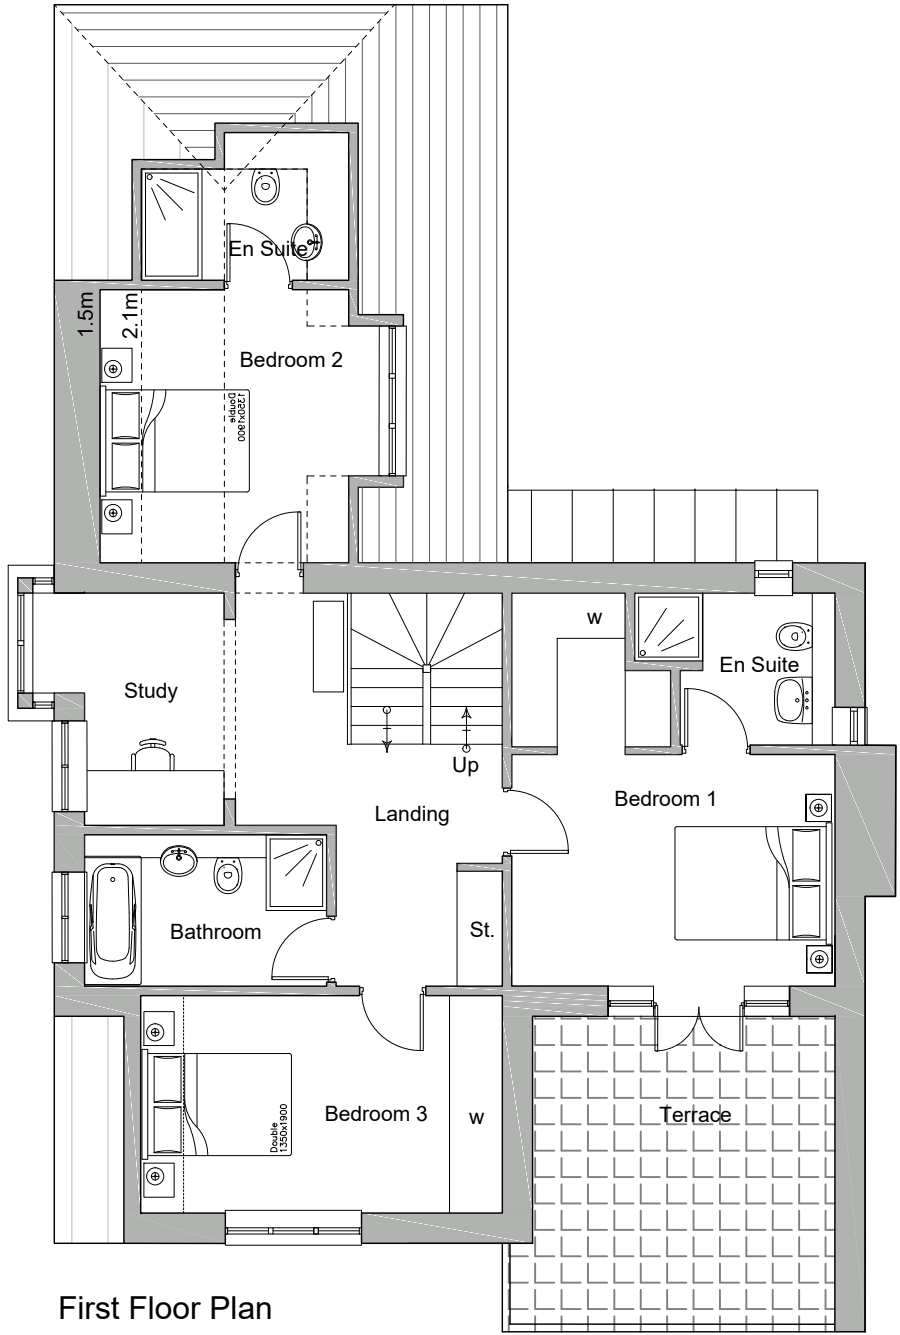 En Suite
1.5m
2.1m
Bedroom 2
Double
1350x1900
w
En Suite
Study
Up
Bedroom 1
Landing
St.
Bathroom
Bedroom 3
w
Terrace
Double
1350x1900
First Floor Plan